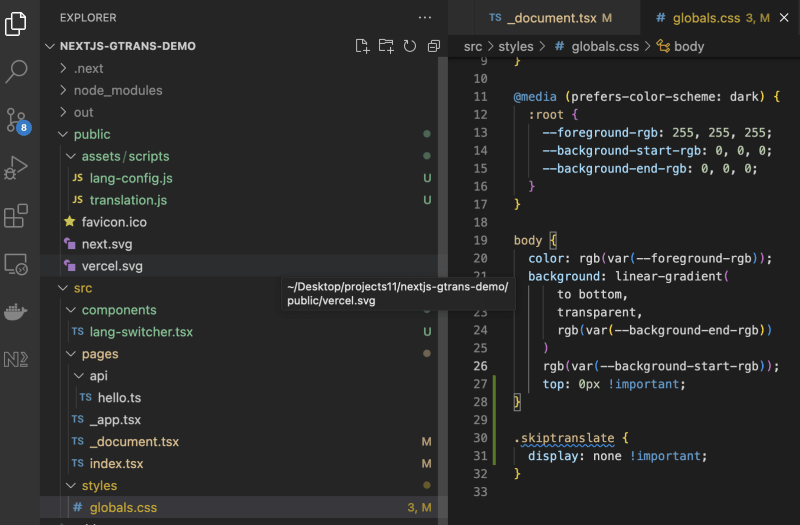 EXPLORER
NEXTJS-GTRANS-DEMO
.next
node_modules
out
public
assets/scripts
JS lang-config.js U
JS translation.js U
favicon.ico
next.svg
vercel.svg
~/Desktop/projects11/nextjs-gtrans-demo/
public/vercel.svg
src
components
TS lang-switcher.tsx U
pages
api
TS hello.ts
TS _app.tsx
TS _document.tsx M
TS index.tsx M
styles
# globals.css 3, M
8
TS _document.tsx M
# globals.css 3, M
src > styles > # globals.css > body
9 }
10
11 @media (prefers-color-scheme: dark) {
12 :root {
13 --foreground-rgb: 255, 255, 255;
14 --background-start-rgb: 0, 0, 0;
15 --background-end-rgb: 0, 0, 0;
16 }
17 }
18
19 body {
20 color: rgb(var(--foreground-rgb));
21 background: linear-gradient(
to bottom,
transparent,
24 rgb(var(--background-end-rgb))
25 )
26 rgb(var(--background-start-rgb));
27 top: 0px !important;
28 }
29
30 .skiptranslate {
31 display: none !important;
32 }
33